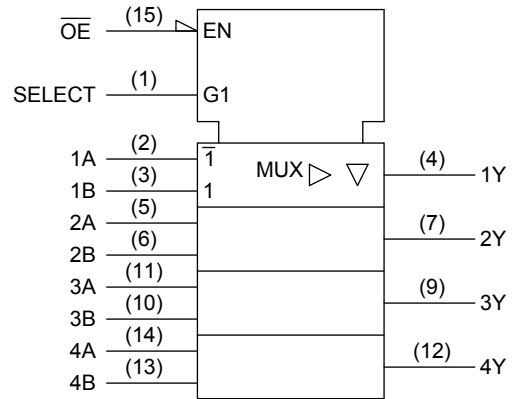 (15)
O̅E̅ EN
(1)
SELECT G1
(2)
1A 1̅ MUX (4)
(3) 1Y
1B 1
(5)
2A (7)
(6) 2Y
2B
(11)
3A (9)
(10) 3Y
3B
(14)
4A (12)
(13) 4Y
4B